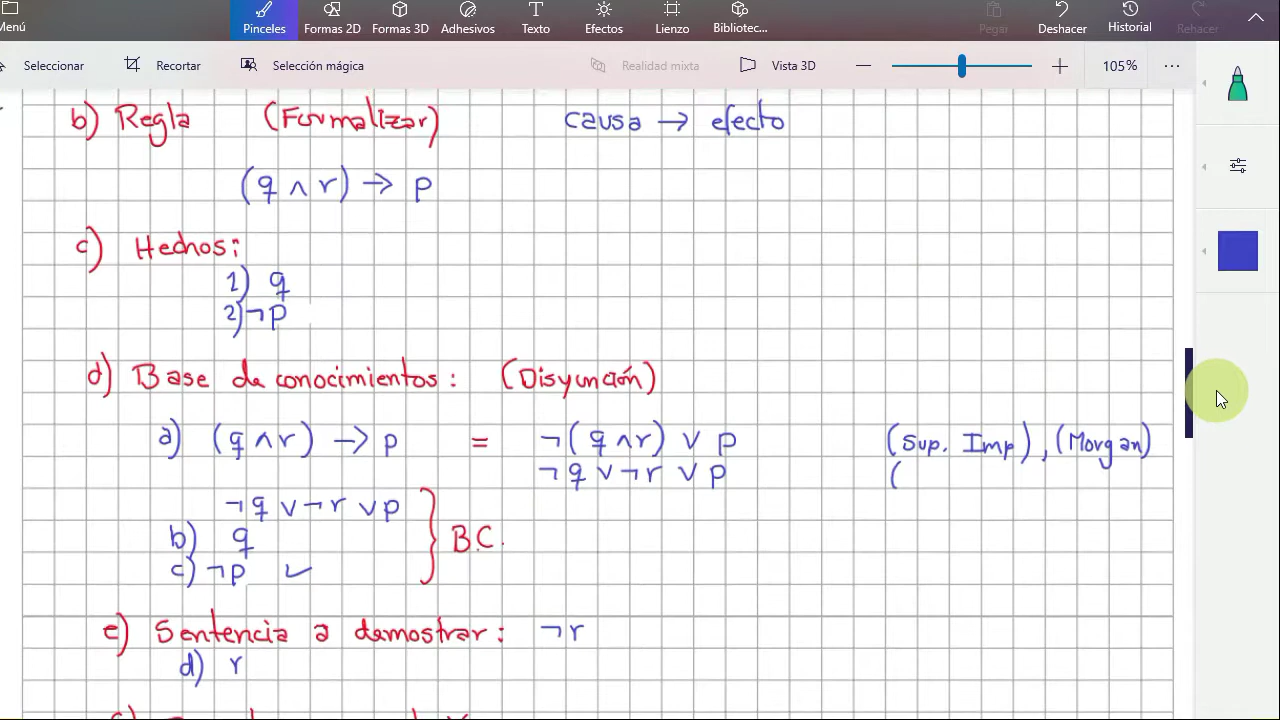 Menú
Pinceles Formas 2D Formas 3D Adhesivos Texto Efectos Lienzo Bibliotec... Pegar Deshacer Historial Rehacer
Seleccionar Recortar Selección mágica Realidad mixta Vista 3D 105%
b) Regla (Formalizar) causa → efecto
(q ∧ r) → p
c) Hechos:
1) q
2) ¬p
d) Base de conocimientos: (Disyunción)
a) (q ∧ r) → p = ¬(q ∧ r) ∨ p (Sup. Imp), (Morgan)
¬q ∨ ¬r ∨ p (
¬q ∨ ¬r ∨ p
b) q B.C.
c) ¬p ✓
e) Sentencia a demostrar: ¬r
d) r